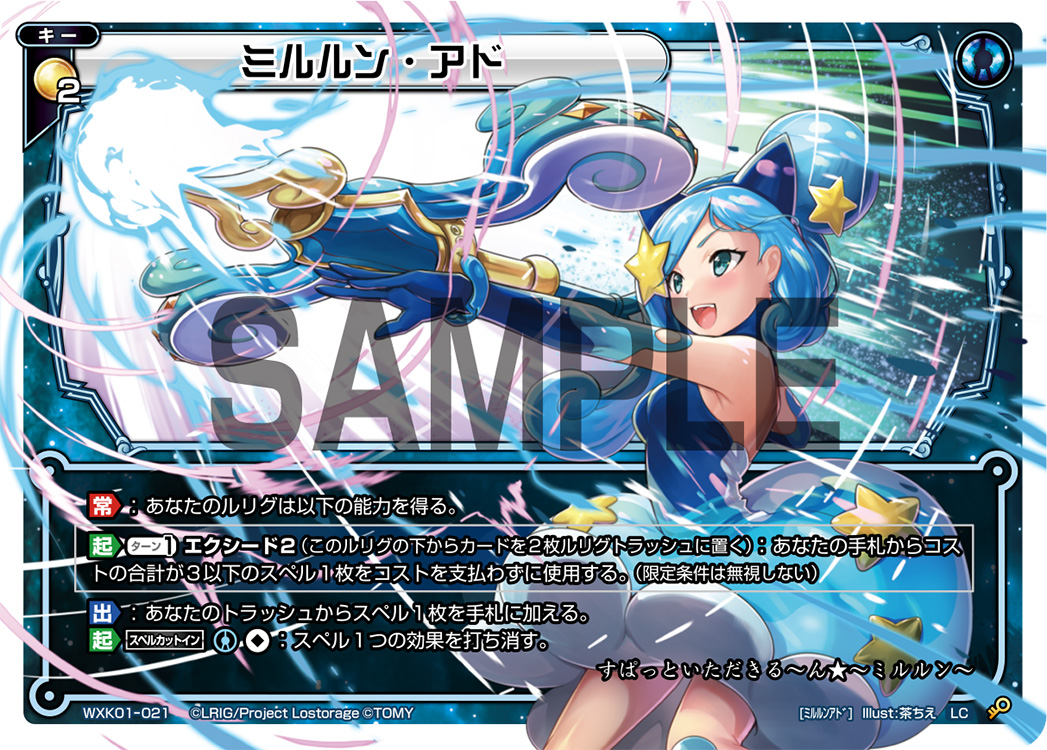 キー
ミルルン・アド
2
SAMPLE
常：あなたのルリグは以下の能力を得る。
起 ターン1 エクシード2（このルリグの下からカードを2枚ルリグトラッシュに置く）：あなたの手札からコス
トの合計が3以下のスペル1枚をコストを支払わずに使用する。（限定条件は無視しない）
出：あなたのトラッシュからスペル1枚を手札に加える。
起 スペルカットイン ：スペル1つの効果を打ち消す。
すぱっといただきる〜ん★〜ミルルン〜
WXK01-021 ©LRIG/Project Lostorage ©TOMY [ﾐﾙﾙﾝｱﾄﾞ] Illust:茶ちえ LC